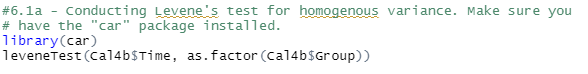 #6.1a - Conducting Levene's test for homogenous variance. Make sure you
# have the "car" package installed.
library(car)
leveneTest(Cal4b$Time, as.factor(Cal4b$Group))